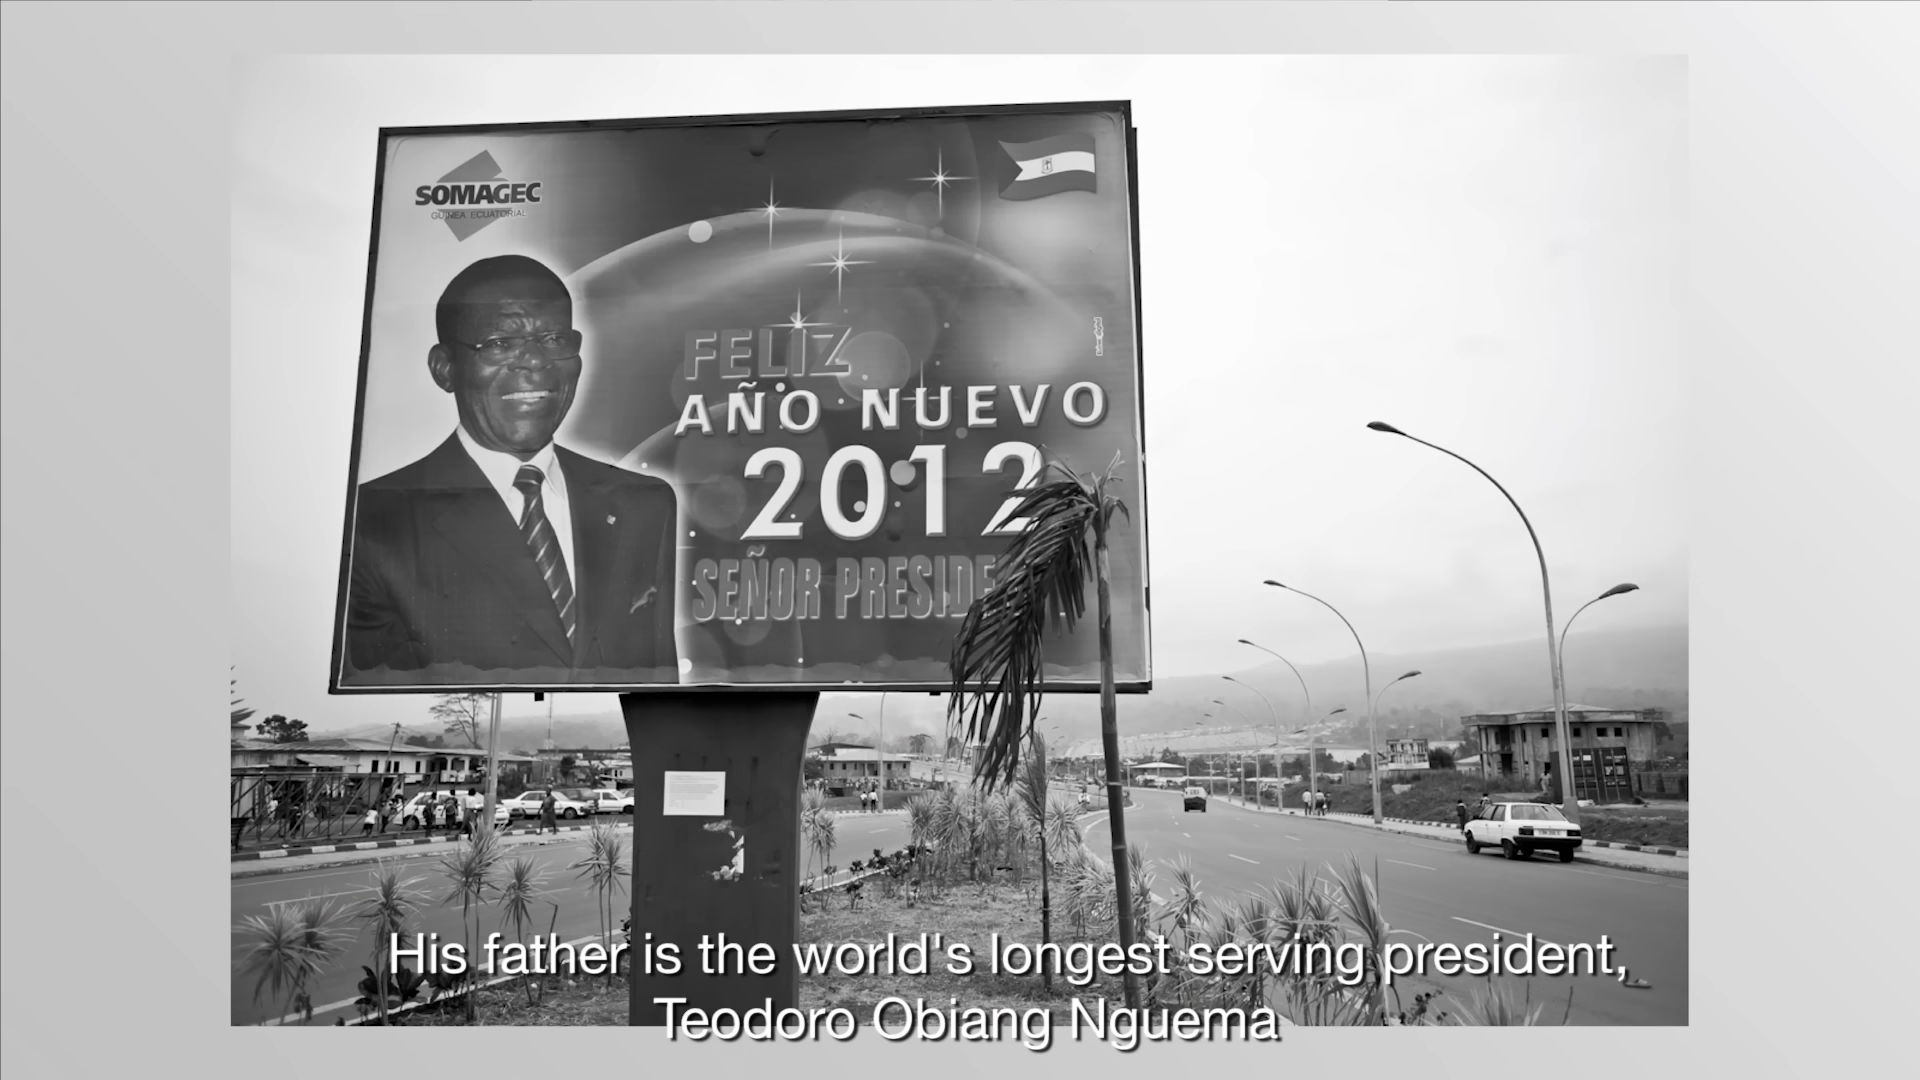 SOMAGEC
GUINEA ECUATORIAL
FELIZ
AÑO NUEVO
2012
SEÑOR PRESIDE
His father is the world's longest serving president,
Teodoro Obiang Nguema